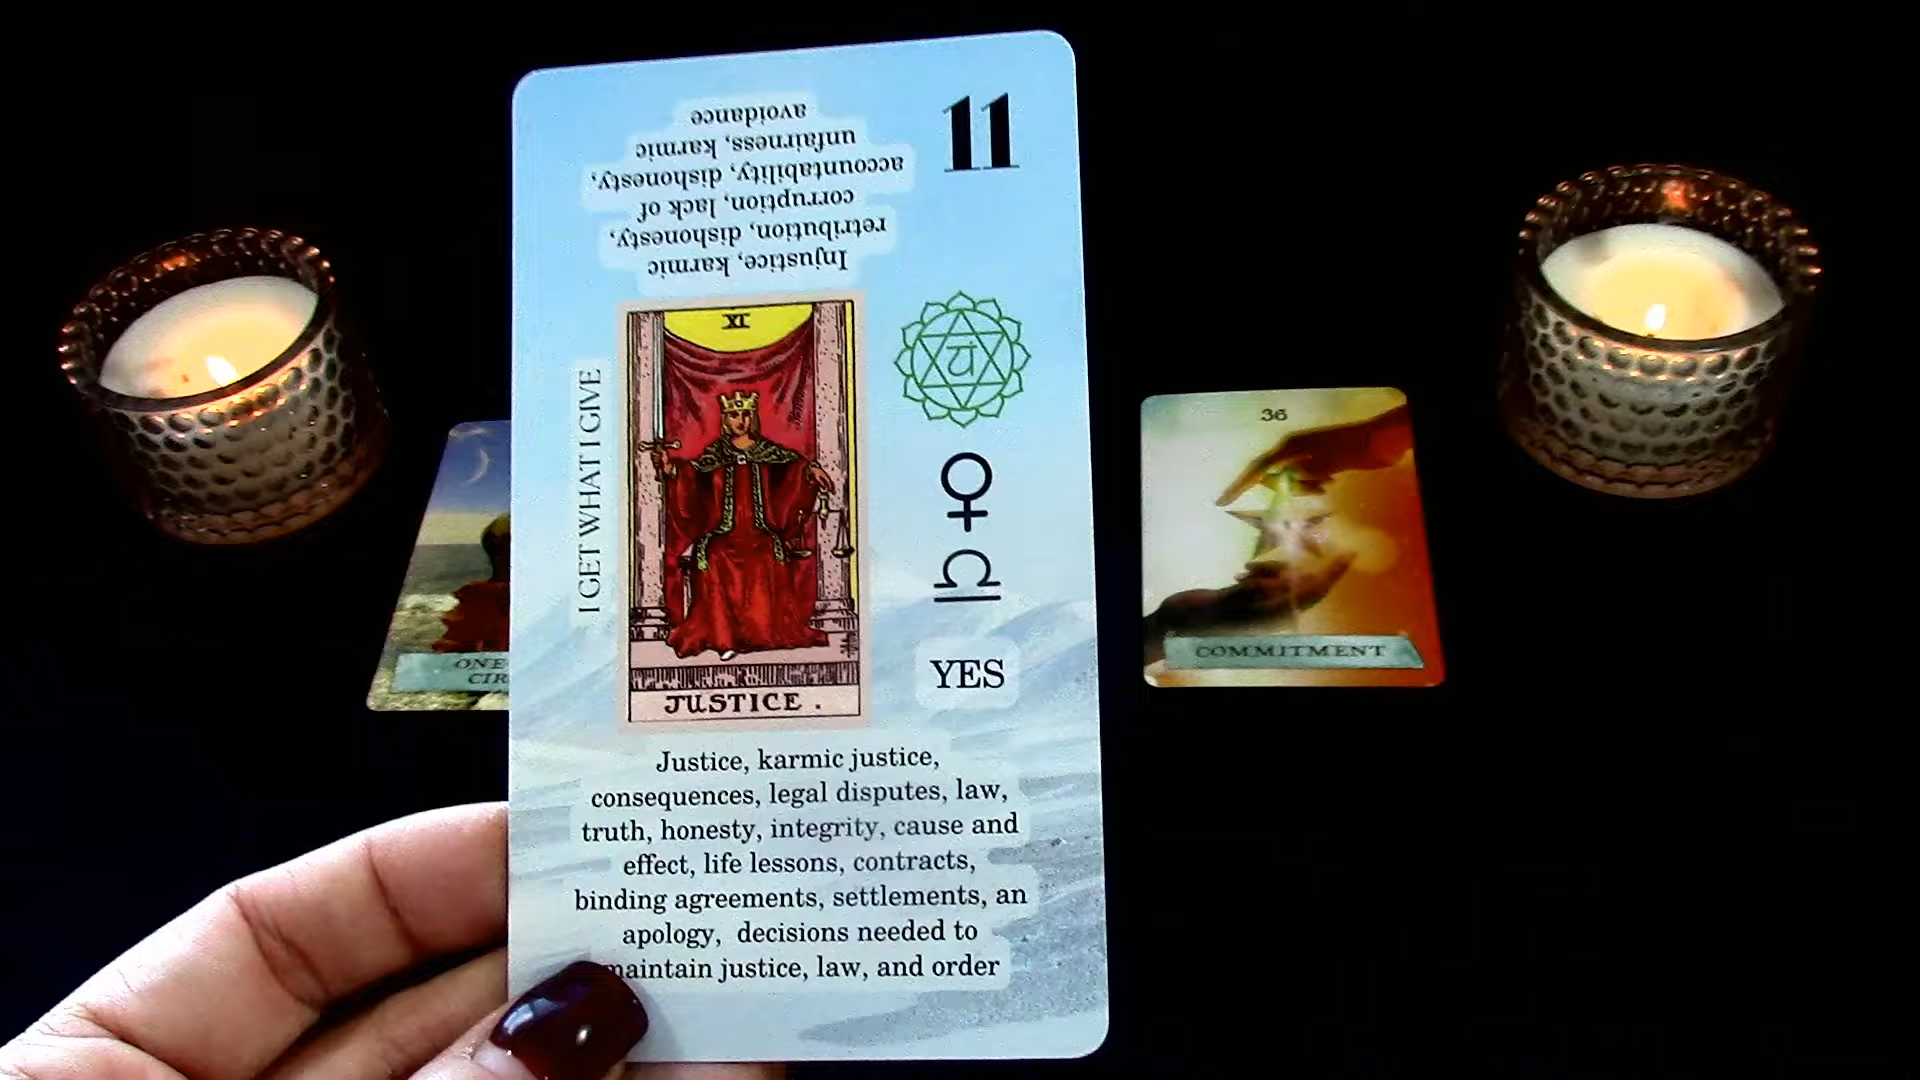 11
Injustice, karmic
retribution, dishonesty,
corruption, lack of
accountability, dishonesty,
unfairness, karmic
avoidance
I GET WHAT I GIVE
XI
JUSTICE .
YES
Justice, karmic justice,
consequences, legal disputes, law,
truth, honesty, integrity, cause and
effect, life lessons, contracts,
binding agreements, settlements, an
apology, decisions needed to
maintain justice, law, and order
ONE
36
COMMITMENT